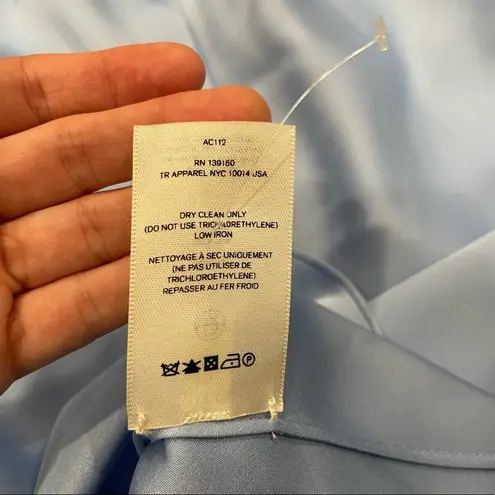 AC112
RN 139150
TR APPAREL NYC 10014 USA
DRY CLEAN ONLY
(DO NOT USE TRICHLORETHYLENE)
LOW IRON
NETTOYAGE À SEC UNIQUEMENT
(NE PAS UTILISER DE
TRICHLOROETHYLENE)
REPASSER AU FER FROID
P